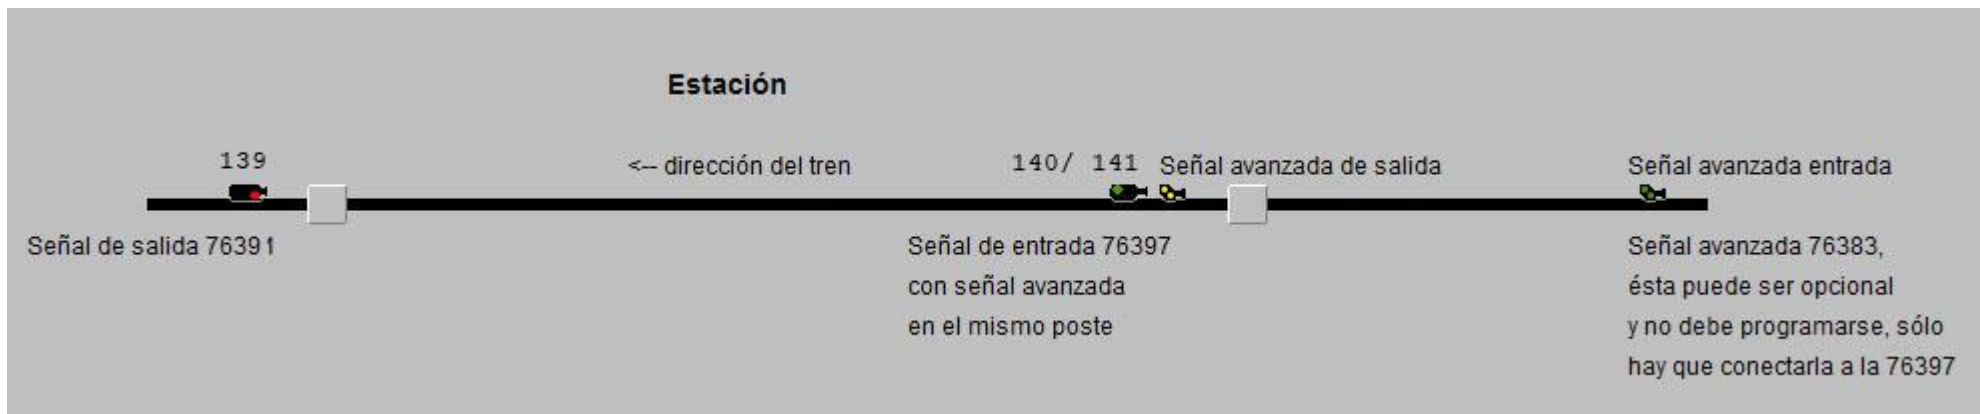 Estación
139
<-- dirección del tren
140/ 141
Señal avanzada de salida
Señal avanzada entrada
Señal de salida 76391
Señal de entrada 76397
con señal avanzada
en el mismo poste
Señal avanzada 76383,
ésta puede ser opcional
y no debe programarse, sólo
hay que conectarla a la 76397